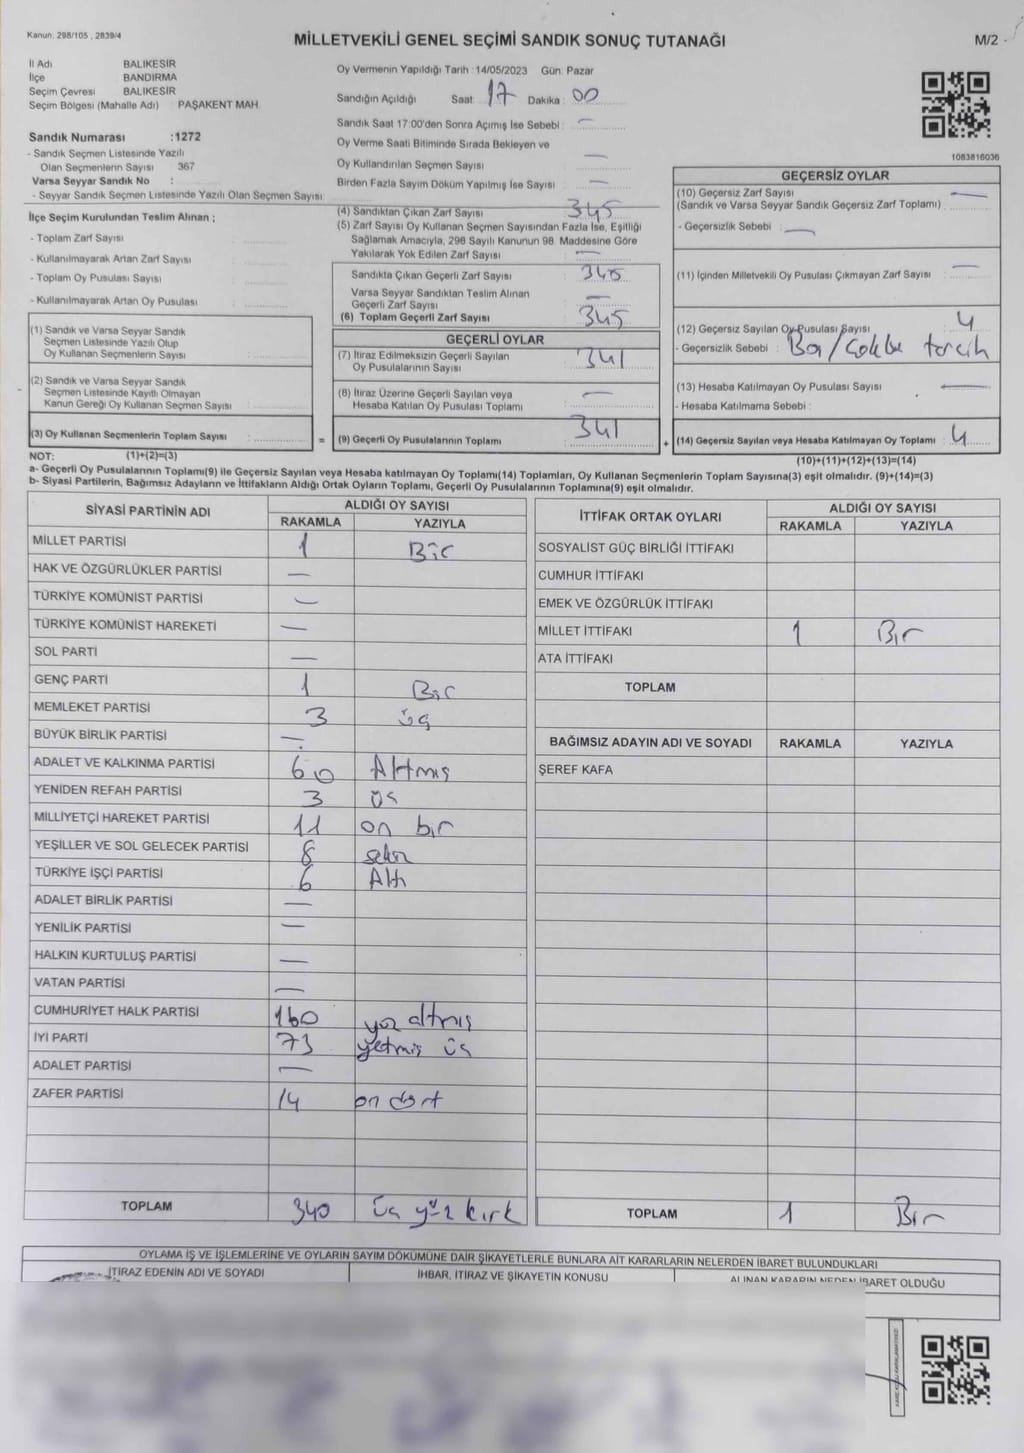 Kanun. 298/105 , 2839/4
MİLLETVEKİLİ GENEL SEÇİMİ SANDIK SONUÇ TUTANAĞI
M/2
İl Adı BALIKESİR
İlçe BANDIRMA
Seçim Çevresi BALIKESİR
Seçim Bölgesi (Mahalle Adı) : PAŞAKENT MAH.
Sandık Numarası :1272
- Sandık Seçmen Listesinde Yazılı
Olan Seçmenlerin Sayısı 367
Varsa Seyyar Sandık No :
- Seyyar Sandık Seçmen Listesinde Yazılı Olan Seçmen Sayısı:
İlçe Seçim Kurulundan Teslim Alınan ;
- Toplam Zarf Sayısı :
- Kullanılmayarak Artan Zarf Sayısı :
- Toplam Oy Pusulası Sayısı :
- Kullanılmayarak Artan Oy Pusulası :
(1) Sandık ve Varsa Seyyar Sandık
Seçmen Listesinde Yazılı Olup
Oy Kullanan Seçmenlerin Sayısı :
(2) Sandık ve Varsa Seyyar Sandık
Seçmen Listesinde Kayıtlı Olmayan
Kanun Gereği Oy Kullanan Seçmen Sayısı :
(3) Oy Kullanan Seçmenlerin Toplam Sayısı :
Oy Vermenin Yapıldığı Tarih : 14/05/2023 Gün: Pazar
Sandığın Açıldığı Saat : 17 Dakika : 00
Sandık Saat 17:00'den Sonra Açılmış İse Sebebi : —
Oy Verme Saati Bitiminde Sırada Bekleyen ve
Oy Kullandırılan Seçmen Sayısı —
Birden Fazla Sayım Döküm Yapılmış İse Sayısı : —
(4) Sandıktan Çıkan Zarf Sayısı 345
(5) Zarf Sayısı Oy Kullanan Seçmen Sayısından Fazla İse, Eşitliği
Sağlamak Amacıyla, 298 Sayılı Kanunun 98. Maddesine Göre
Yakılarak Yok Edilen Zarf Sayısı : —
Sandıkta Çıkan Geçerli Zarf Sayısı : 345
Varsa Seyyar Sandıktan Teslim Alınan
Geçerli Zarf Sayısı —
(6) Toplam Geçerli Zarf Sayısı : 345
GEÇERLİ OYLAR
(7) İtiraz Edilmeksizin Geçerli Sayılan
Oy Pusulalarının Sayısı : 341
(8) İtiraz Üzerine Geçerli Sayılan veya
Hesaba Katılan Oy Pusulası Toplamı : —
= (9) Geçerli Oy Pusulalarının Toplamı : 341
1083816036
GEÇERSİZ OYLAR
(10) Geçersiz Zarf Sayısı —
(Sandık ve Varsa Seyyar Sandık Geçersiz Zarf Toplamı) :
- Geçersizlik Sebebi : —
(11) İçinden Milletvekili Oy Pusulası Çıkmayan Zarf Sayısı : —
(12) Geçersiz Sayılan Oy Pusulası Sayısı : 4
- Geçersizlik Sebebi : Boş/ tercih
(13) Hesaba Katılmayan Oy Pusulası Sayısı : —
- Hesaba Katılmama Sebebi :
+ (14) Geçersiz Sayılan veya Hesaba Katılmayan Oy Toplamı : 4
NOT: (1)+(2)=(3) (10)+(11)+(12)+(13)=(14)
a- Geçerli Oy Pusulalarının Toplamı(9) ile Geçersiz Sayılan veya Hesaba katılmayan Oy Toplamı(14) Toplamları, Oy Kullanan Seçmenlerin Toplam Sayısına(3) eşit olmalıdır. (9)+(14)=(3)
b- Siyasi Partilerin, Bağımsız Adayların ve İttifakların Aldığı Ortak Oyların Toplamı, Geçerli Oy Pusulalarının Toplamına(9) eşit olmalıdır.
SİYASİ PARTİNİN ADI ALDIĞI OY SAYISI
RAKAMLA YAZIYLA
MİLLET PARTİSİ 1 Bir
HAK VE ÖZGÜRLÜKLER PARTİSİ —
TÜRKİYE KOMÜNİST PARTİSİ —
TÜRKİYE KOMÜNİST HAREKETİ —
SOL PARTİ —
GENÇ PARTİ 1 Bir
MEMLEKET PARTİSİ 3 üç
BÜYÜK BİRLİK PARTİSİ —
ADALET VE KALKINMA PARTİSİ 60 Altmış
YENİDEN REFAH PARTİSİ 3 üç
MİLLİYETÇİ HAREKET PARTİSİ 11 on bir
YEŞİLLER VE SOL GELECEK PARTİSİ 8 sekiz
TÜRKİYE İŞÇİ PARTİSİ 6 Altı
ADALET BİRLİK PARTİSİ —
YENİLİK PARTİSİ —
HALKIN KURTULUŞ PARTİSİ —
VATAN PARTİSİ —
CUMHURİYET HALK PARTİSİ 160 yüz altmış
İYİ PARTİ 73 yetmiş üç
ADALET PARTİSİ —
ZAFER PARTİSİ 14 on dört
TOPLAM 340 üç yüz kırk
İTTİFAK ORTAK OYLARI ALDIĞI OY SAYISI
RAKAMLA YAZIYLA
SOSYALİST GÜÇ BİRLİĞİ İTTİFAKI
CUMHUR İTTİFAKI
EMEK VE ÖZGÜRLÜK İTTİFAKI
MİLLET İTTİFAKI 1 Bir
ATA İTTİFAKI
TOPLAM
BAĞIMSIZ ADAYIN ADI VE SOYADI RAKAMLA YAZIYLA
ŞEREF KAFA
TOPLAM 1 Bir
OYLAMA İŞ VE İŞLEMLERİNE VE OYLARIN SAYIM DÖKÜMÜNE DAİR ŞİKAYETLERLE BUNLARA AİT KARARLARIN NELERDEN İBARET BULUNDUKLARI
İTİRAZ EDENİN ADI VE SOYADI İHBAR, İTİRAZ VE ŞİKAYETİN KONUSU ALINAN KARARIN NEDEN İBARET OLDUĞU